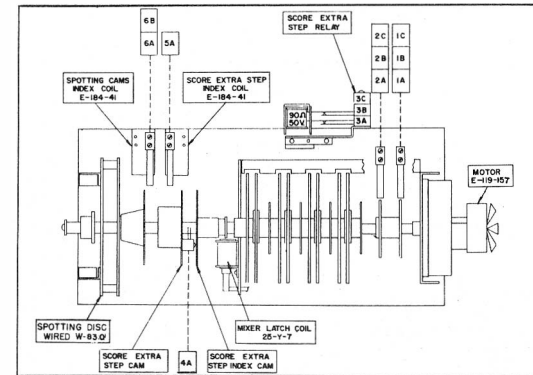 6B
6A
5A
SCORE EXTRA
STEP RELAY
2C
2B
2A
1C
1B
1A
SPOTTING CAMS
INDEX COIL
E-184-41
SCORE EXTRA STEP
INDEX COIL
E-184-41
90Ω
50V.
3C
3B
3A
MOTOR
E-119-157
SPOTTING DISC
WIRED W-830'
SCORE EXTRA
STEP CAM
4A
SCORE EXTRA
STEP INDEX CAM
MIXER LATCH COIL
25-Y-7